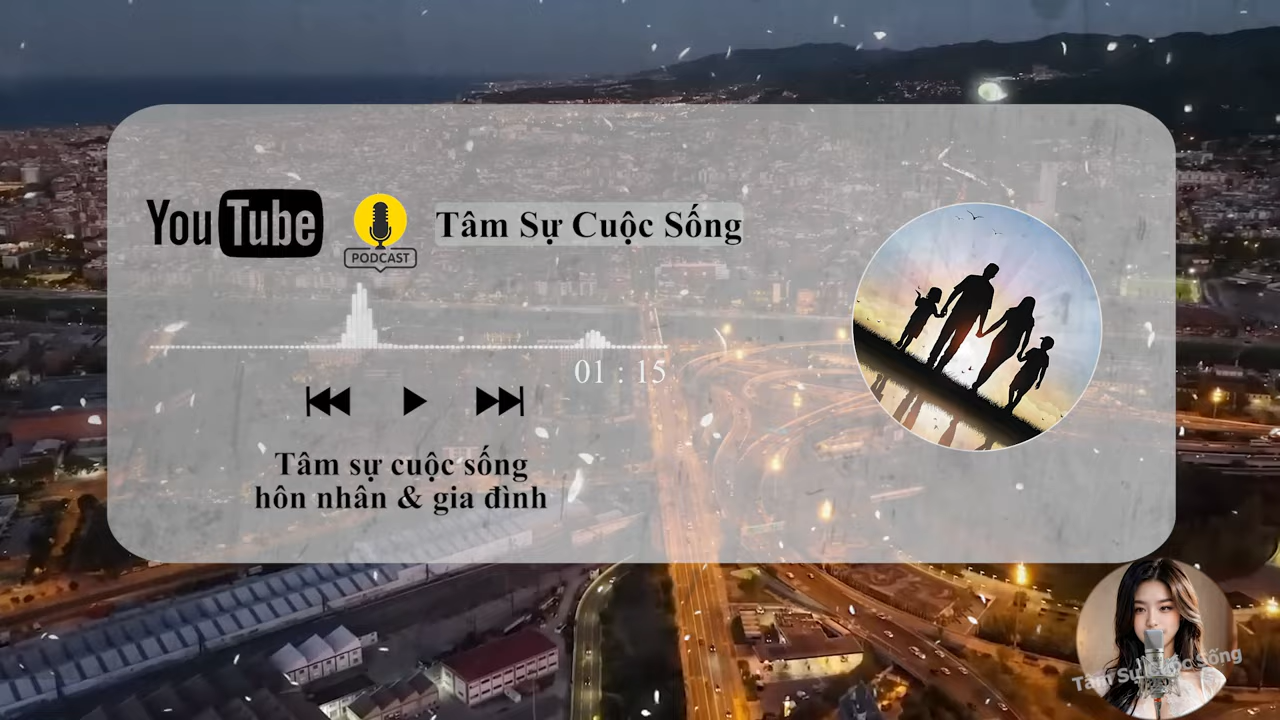 YouTube
PODCAST
Tâm Sự Cuộc Sống
01 : 15
Tâm sự cuộc sống
hôn nhân & gia đình
Tâm Sự Cuộc Sống